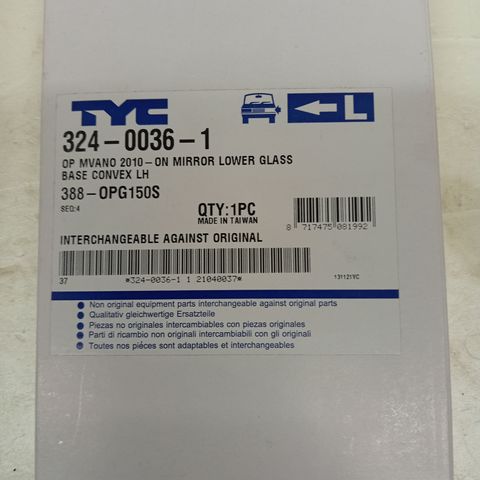 TYC
L
324-0036-1
OP MVANO 2010-ON MIRROR LOWER GLASS
BASE CONVEX LH
388-OPG150S
SEQ:4
QTY:1PC
MADE IN TAIWAN
8 717475 081992
INTERCHANGEABLE AGAINST ORIGINAL
37
*324-0036-1 1 21040037*
131121YC
Non original equipment parts interchangeable against original parts
Qualitativ gleichwertige Ersatzteile
Piezas no originales intercambiables con piezas originales
Parti di ricambio non originali intercambiabili con gli originali
Toutes nos piéces sont adaptables et interchangeables